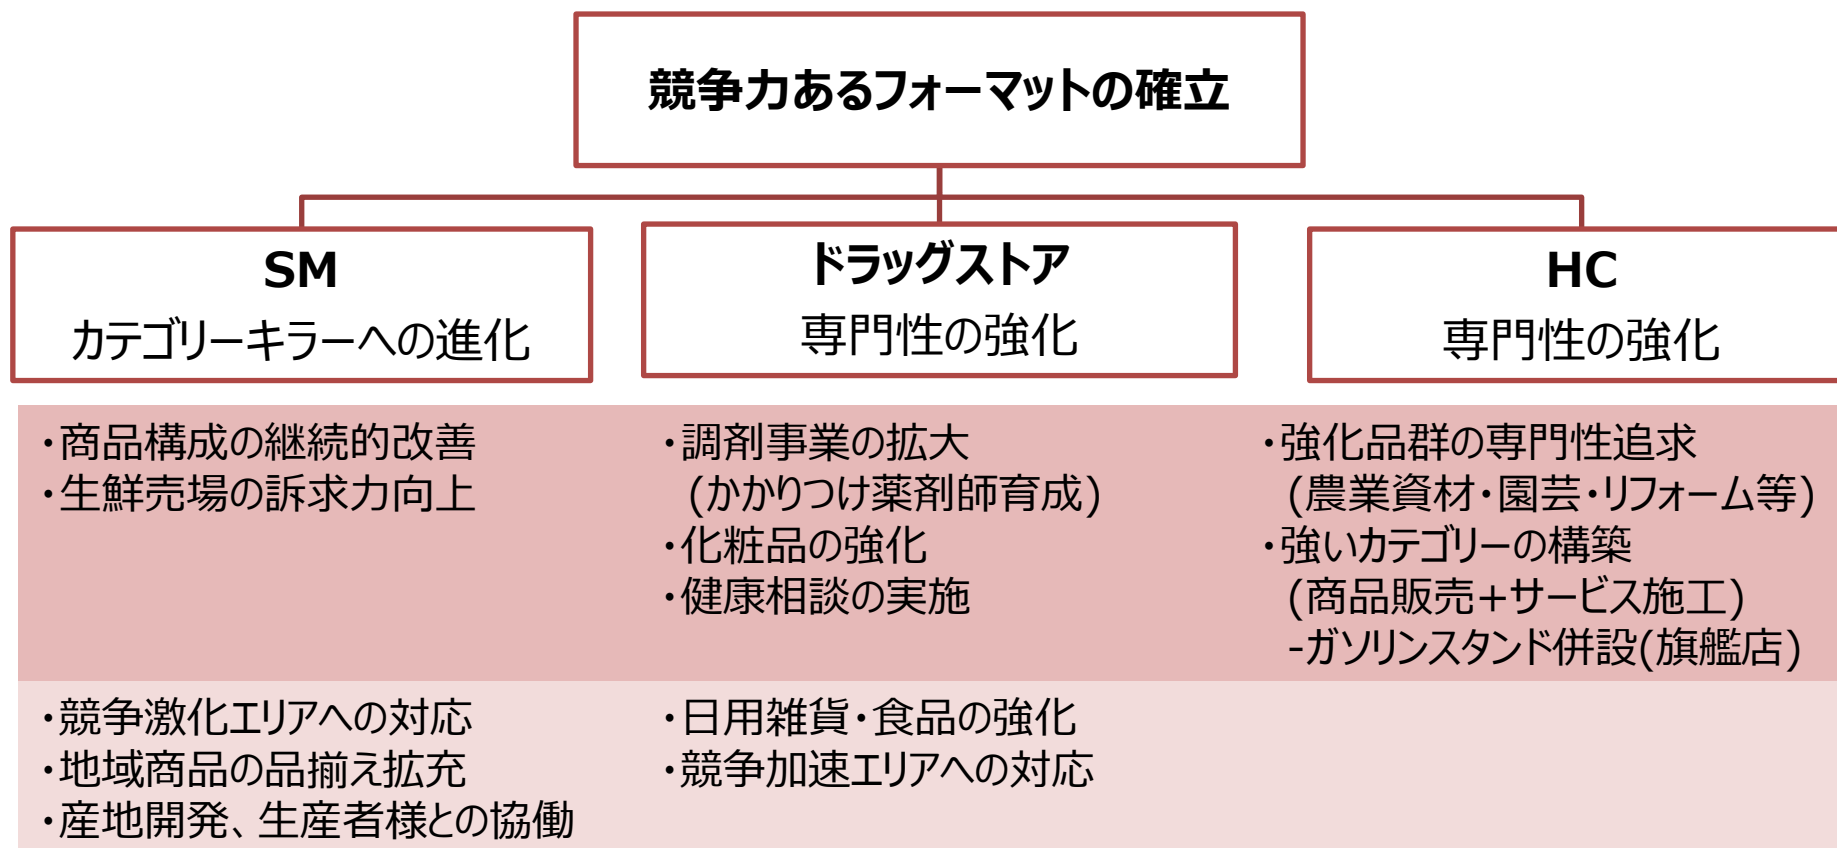 競争力あるフォーマットの確立
SM
カテゴリーキラーへの進化
ドラッグストア
専門性の強化
HC
専門性の強化
・商品構成の継続的改善
・生鮮売場の訴求力向上
・調剤事業の拡大
(かかりつけ薬剤師育成)
・化粧品の強化
・健康相談の実施
・強化品群の専門性追求
(農業資材・園芸・リフォーム等)
・強いカテゴリーの構築
(商品販売+サービス施工)
-ガソリンスタンド併設(旗艦店)
・競争激化エリアへの対応
・地域商品の品揃え拡充
・産地開発、生産者様との協働
・日用雑貨・食品の強化
・競争加速エリアへの対応